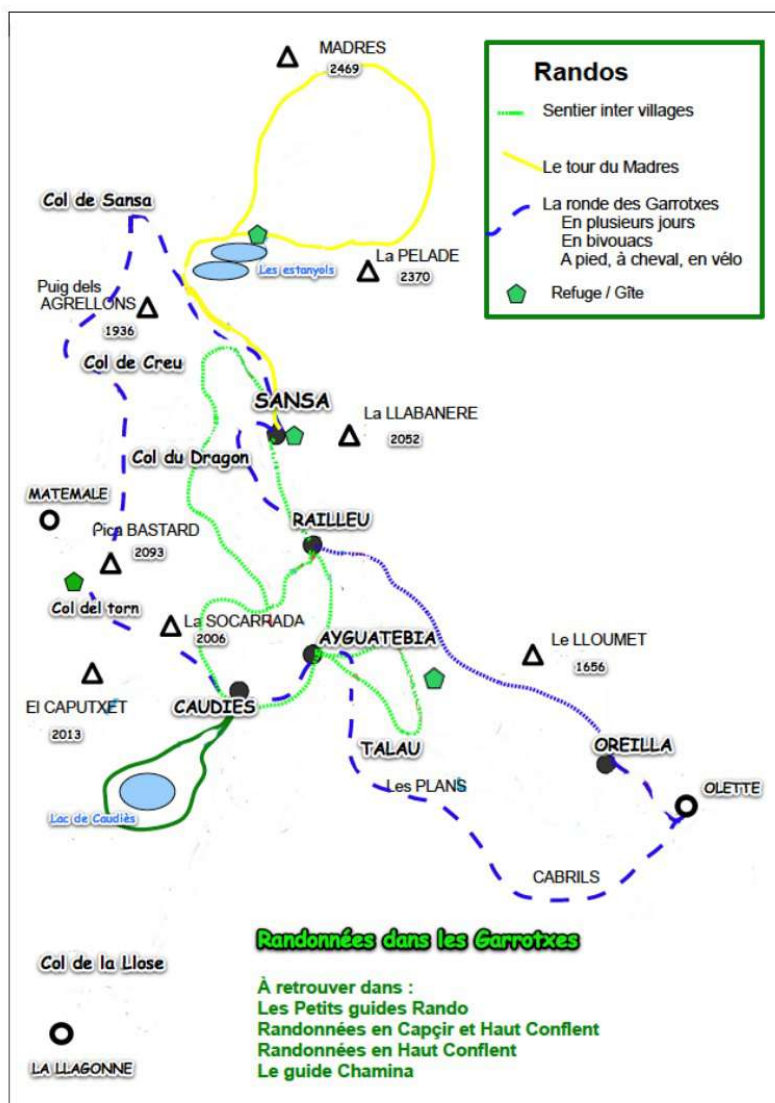 MADRES
2469
Randos
Sentier inter villages
Le tour du Madres
La ronde des Garrotxes
En plusieurs jours
En bivouacs
A pied, à cheval, en vélo
Refuge / Gîte
Col de Sansa
La PELADE
2370
Les estanyols
Puig dels
AGRELLONS
1936
Col de Creu
SANSA
La LLABANERE
2052
Col du Dragon
MATEMALE
RAILLEU
Pica BASTARD
2093
Col del torn
La SOCARRADA
2006
AYGUATEBIA
Le LLOUMET
1656
El CAPUTXET
2013
CAUDIES
TALAU
OREILLA
Les PLANS
OLETTE
Lac de Caudiès
CABRILS
Randonnées dans les Garrotxes
Col de la Llose
À retrouver dans :
Les Petits guides Rando
Randonnées en Capçir et Haut Conflent
Randonnées en Haut Conflent
Le guide Chamina
LA LLAGONNE